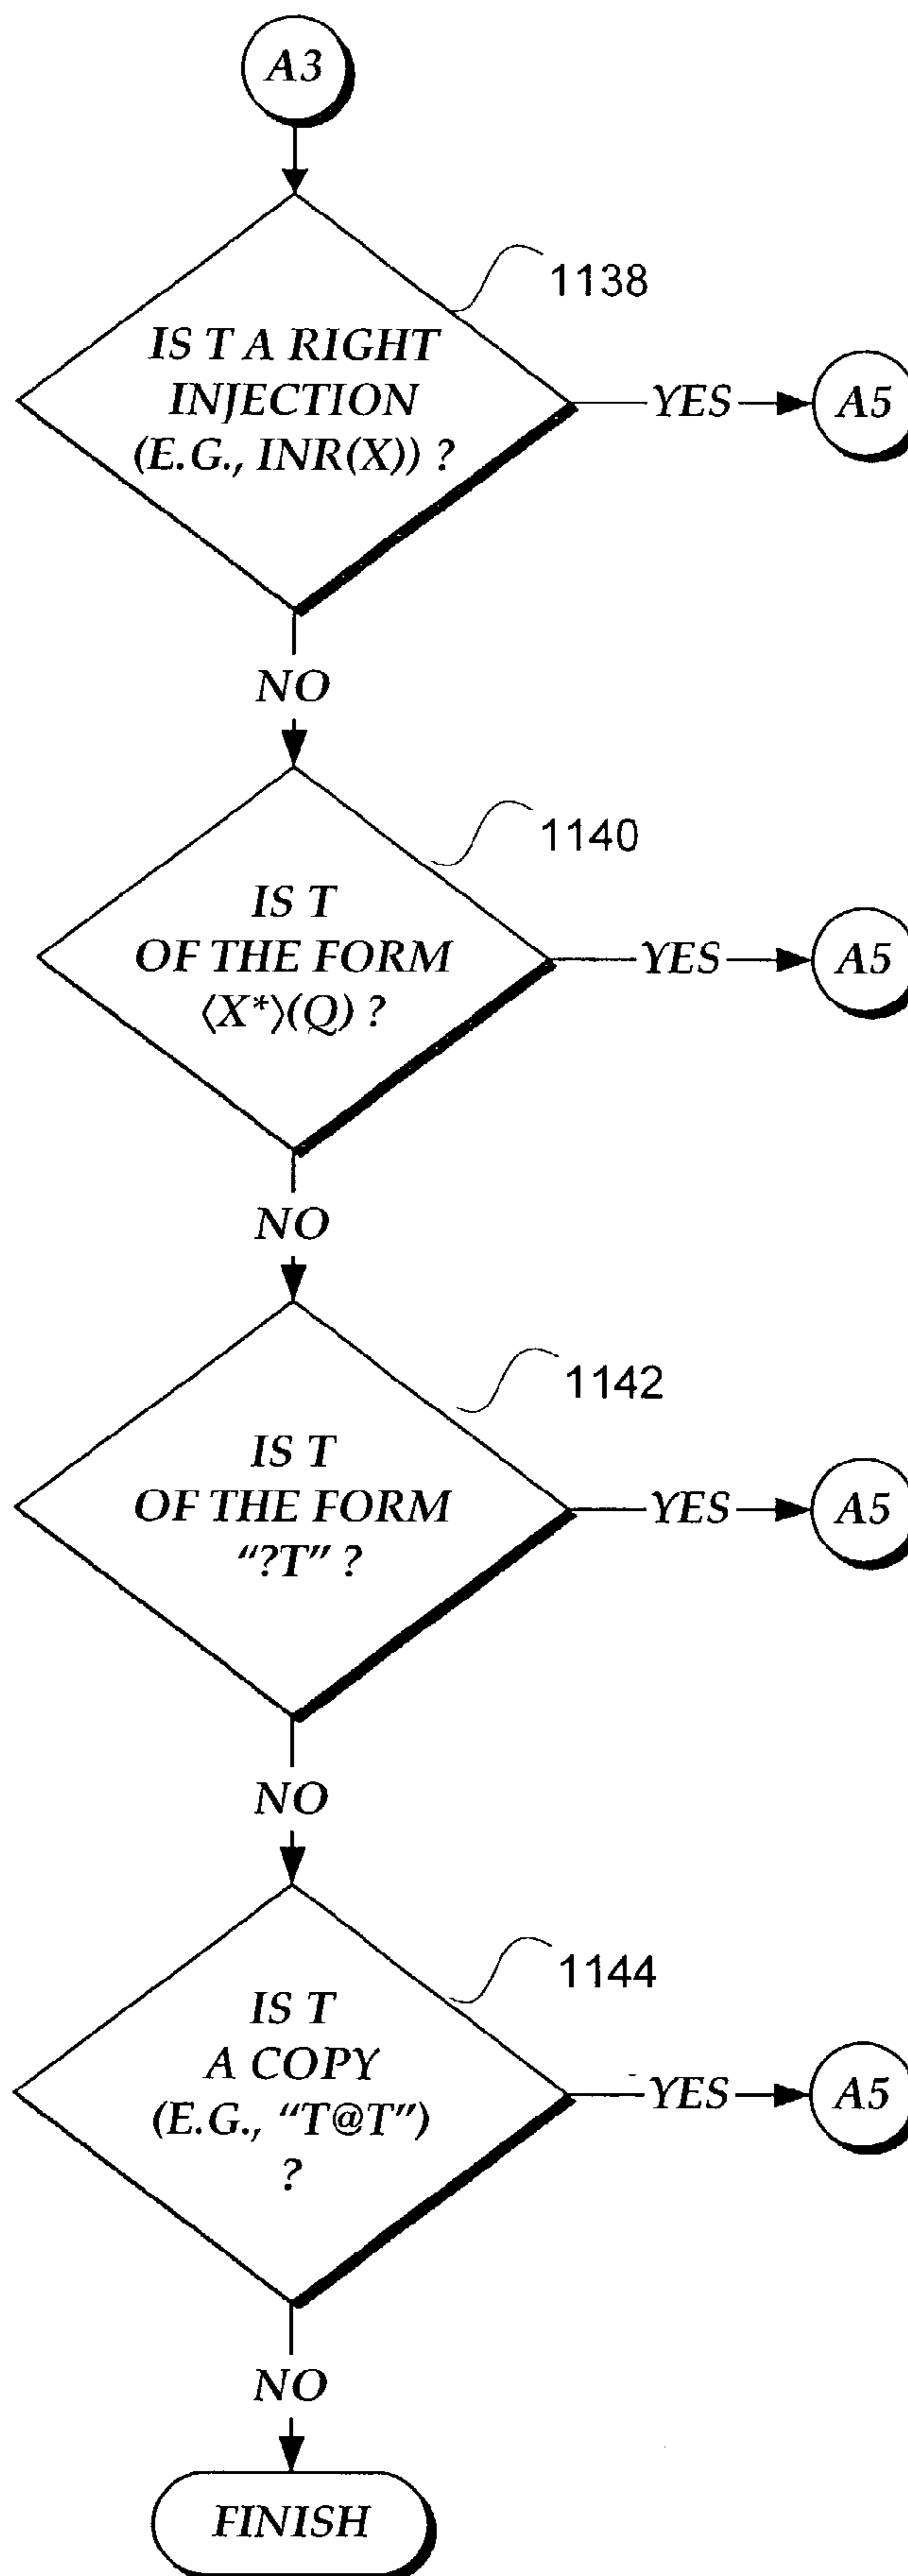 A3
1138
IS T A RIGHT
INJECTION
(E.G., INR(X)) ?
YES
A5
NO
1140
IS T
OF THE FORM
⟨X*⟩(Q) ?
YES
A5
NO
1142
IS T
OF THE FORM
“?T” ?
YES
A5
NO
1144
IS T
A COPY
(E.G., “T@T”)
?
YES
A5
NO
FINISH